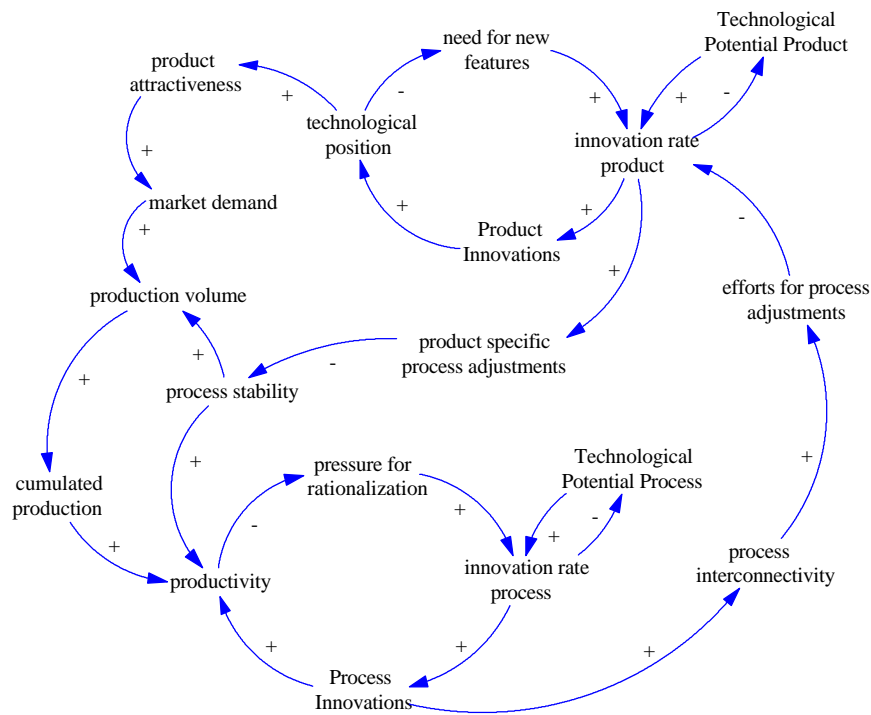 Technological
Potential Product
need for new
features
product
attractiveness
+
-
+
+
-
technological
position
innovation rate
product
+
market demand
+
+
+
Product
Innovations
-
+
efforts for process
adjustments
production volume
product specific
process adjustments
+
-
+
process stability
+
+
Technological
Potential Process
pressure for
rationalization
cumulated
production
+
-
-
+
+
process
interconnectivity
innovation rate
process
productivity
+
+
+
Process
Innovations